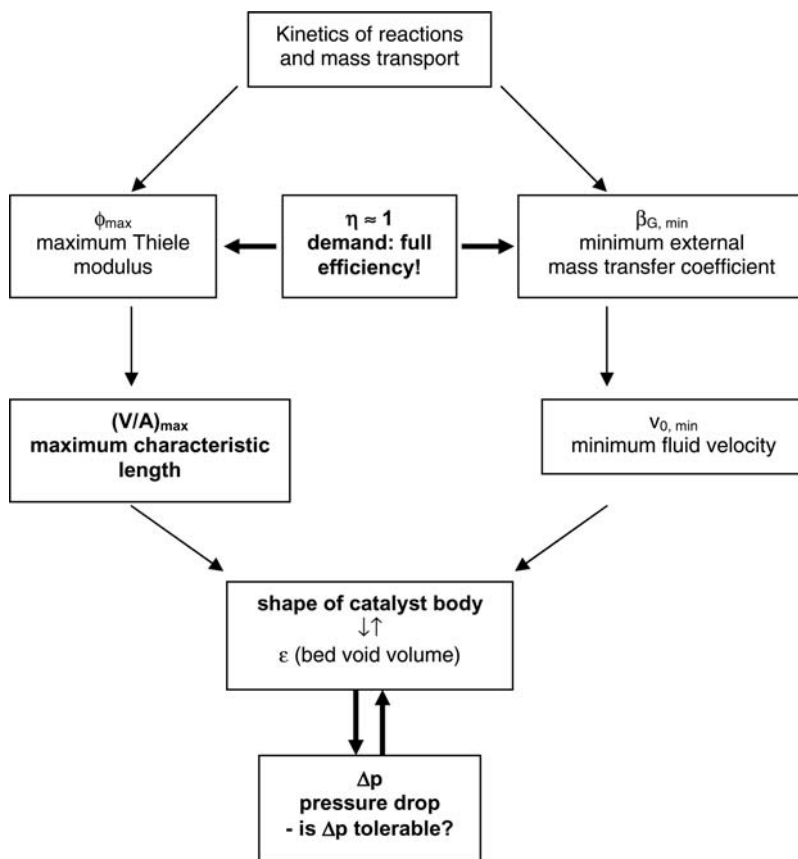 Kinetics of reactions
and mass transport
ϕmax
maximum Thiele
modulus
η ≈ 1
demand: full
efficiency!
βG, min
minimum external
mass transfer coefficient
(V/A)max
maximum characteristic
length
v0, min
minimum fluid velocity
shape of catalyst body
↓↑
ε (bed void volume)
Δp
pressure drop
- is Δp tolerable?